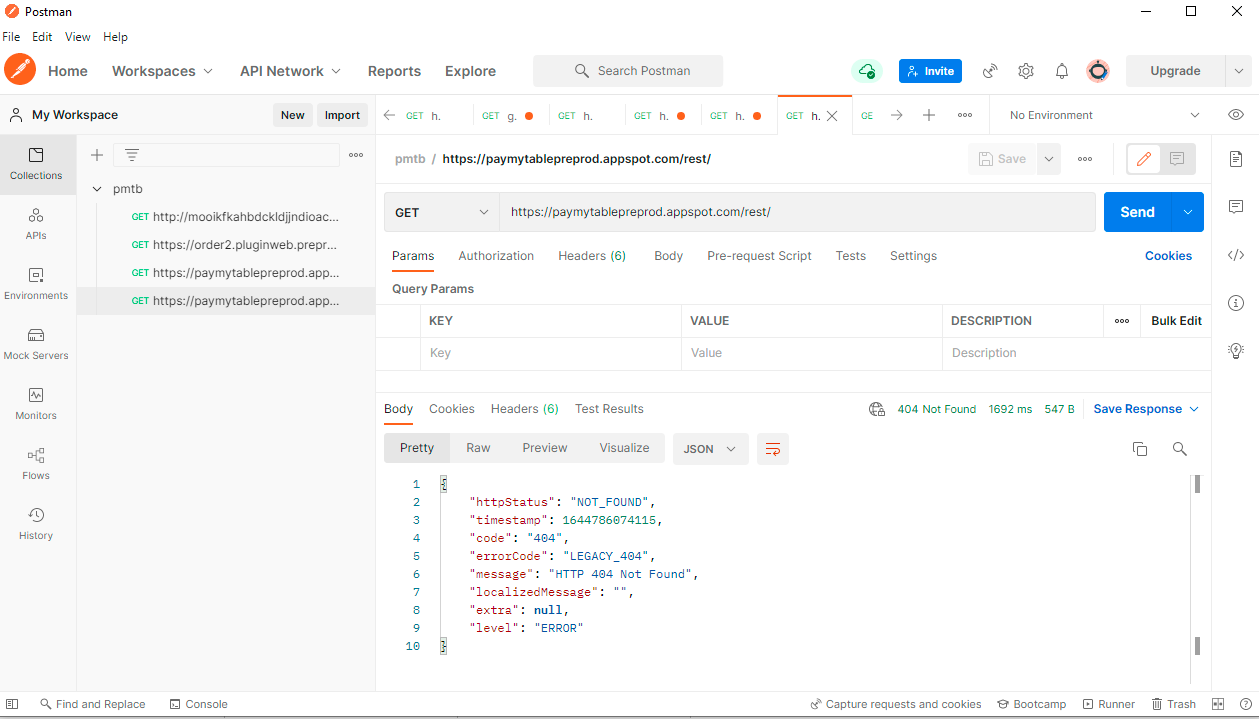 Postman
File Edit View Help
Home Workspaces API Network Reports Explore Search Postman Invite Upgrade
My Workspace New Import GET h. GET g. GET h. GET h. GET h. GET h. GE No Environment
Collections
APIs
Environments
Mock Servers
Monitors
Flows
History
pmtb
GET http://mooikfkahbdckldjjndioac...
GET https://order2.pluginweb.prepr...
GET https://paymytablepreprod.app...
GET https://paymytablepreprod.app...
pmtb / https://paymytablepreprod.appspot.com/rest/ Save
GET https://paymytablepreprod.appspot.com/rest/ Send
Params Authorization Headers (6) Body Pre-request Script Tests Settings Cookies
Query Params
KEY VALUE DESCRIPTION Bulk Edit
Key Value Description
Body Cookies Headers (6) Test Results 404 Not Found 1692 ms 547 B Save Response
Pretty Raw Preview Visualize JSON
1 {
2 "httpStatus": "NOT_FOUND",
3 "timestamp": 1644786074115,
4 "code": "404",
5 "errorCode": "LEGACY_404",
6 "message": "HTTP 404 Not Found",
7 "localizedMessage": "",
8 "extra": null,
9 "level": "ERROR"
10 }
Find and Replace Console Capture requests and cookies Bootcamp Runner Trash